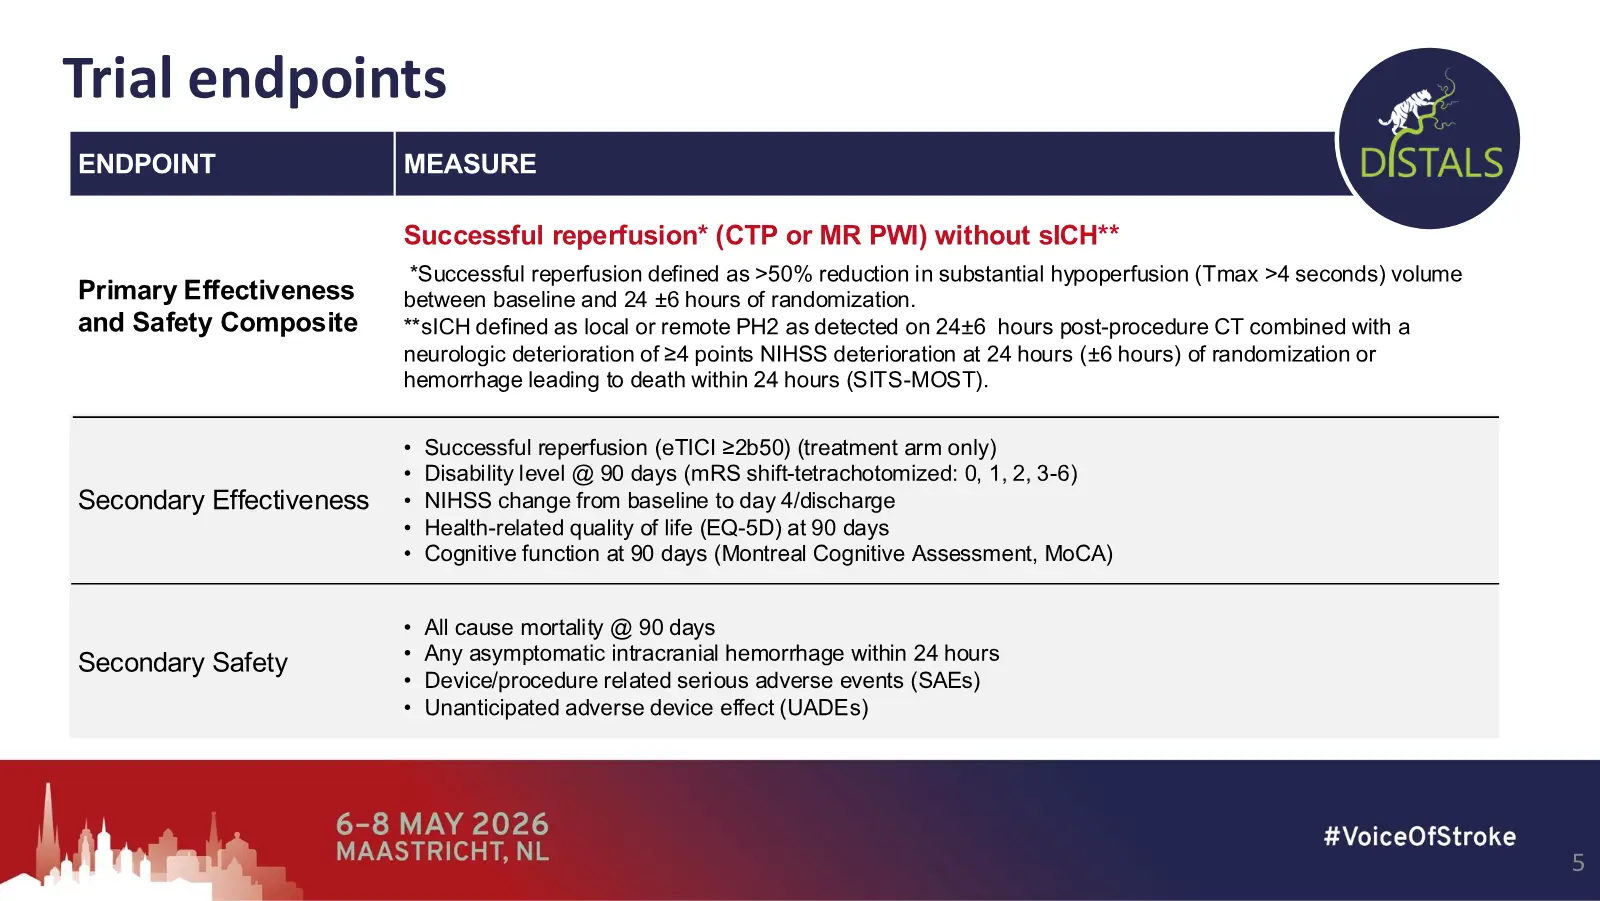 Trial endpoints
DISTALS
ENDPOINT
MEASURE
Primary Effectiveness
and Safety Composite
Successful reperfusion* (CTP or MR PWI) without sICH**
*Successful reperfusion defined as >50% reduction in substantial hypoperfusion (Tmax >4 seconds) volume
between baseline and 24 ±6 hours of randomization.
**sICH defined as local or remote PH2 as detected on 24±6 hours post-procedure CT combined with a
neurologic deterioration of ≥4 points NIHSS deterioration at 24 hours (±6 hours) of randomization or
hemorrhage leading to death within 24 hours (SITS-MOST).
Secondary Effectiveness
• Successful reperfusion (eTICI ≥2b50) (treatment arm only)
• Disability level @ 90 days (mRS shift-tetrachotomized: 0, 1, 2, 3-6)
• NIHSS change from baseline to day 4/discharge
• Health-related quality of life (EQ-5D) at 90 days
• Cognitive function at 90 days (Montreal Cognitive Assessment, MoCA)
Secondary Safety
• All cause mortality @ 90 days
• Any asymptomatic intracranial hemorrhage within 24 hours
• Device/procedure related serious adverse events (SAEs)
• Unanticipated adverse device effect (UADEs)
6–8 MAY 2026
MAASTRICHT, NL
#VoiceOfStroke
5